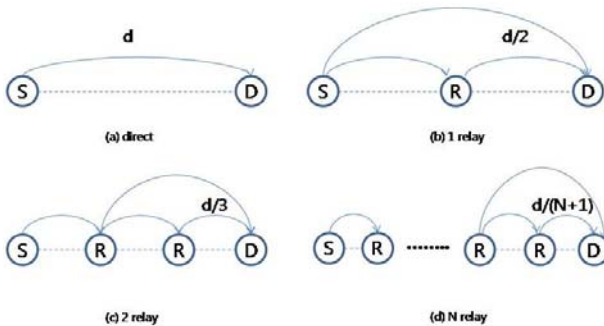 d
S D
(a) direct
d/2
S R D
(b) 1 relay
d/3
S R R D
(c) 2 relay
d/(N+1)
S R ........ R R D
(d) N relay